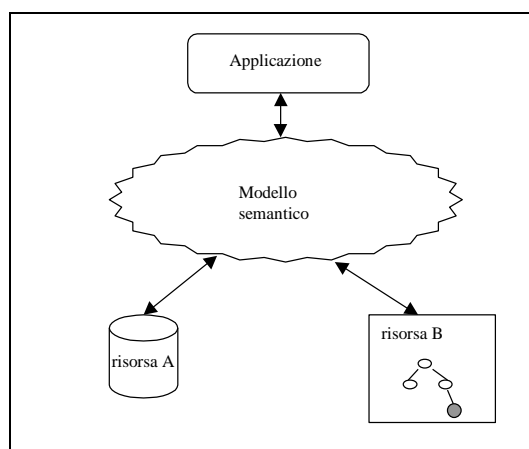 Applicazione
Modello
semantico
risorsa A
risorsa B